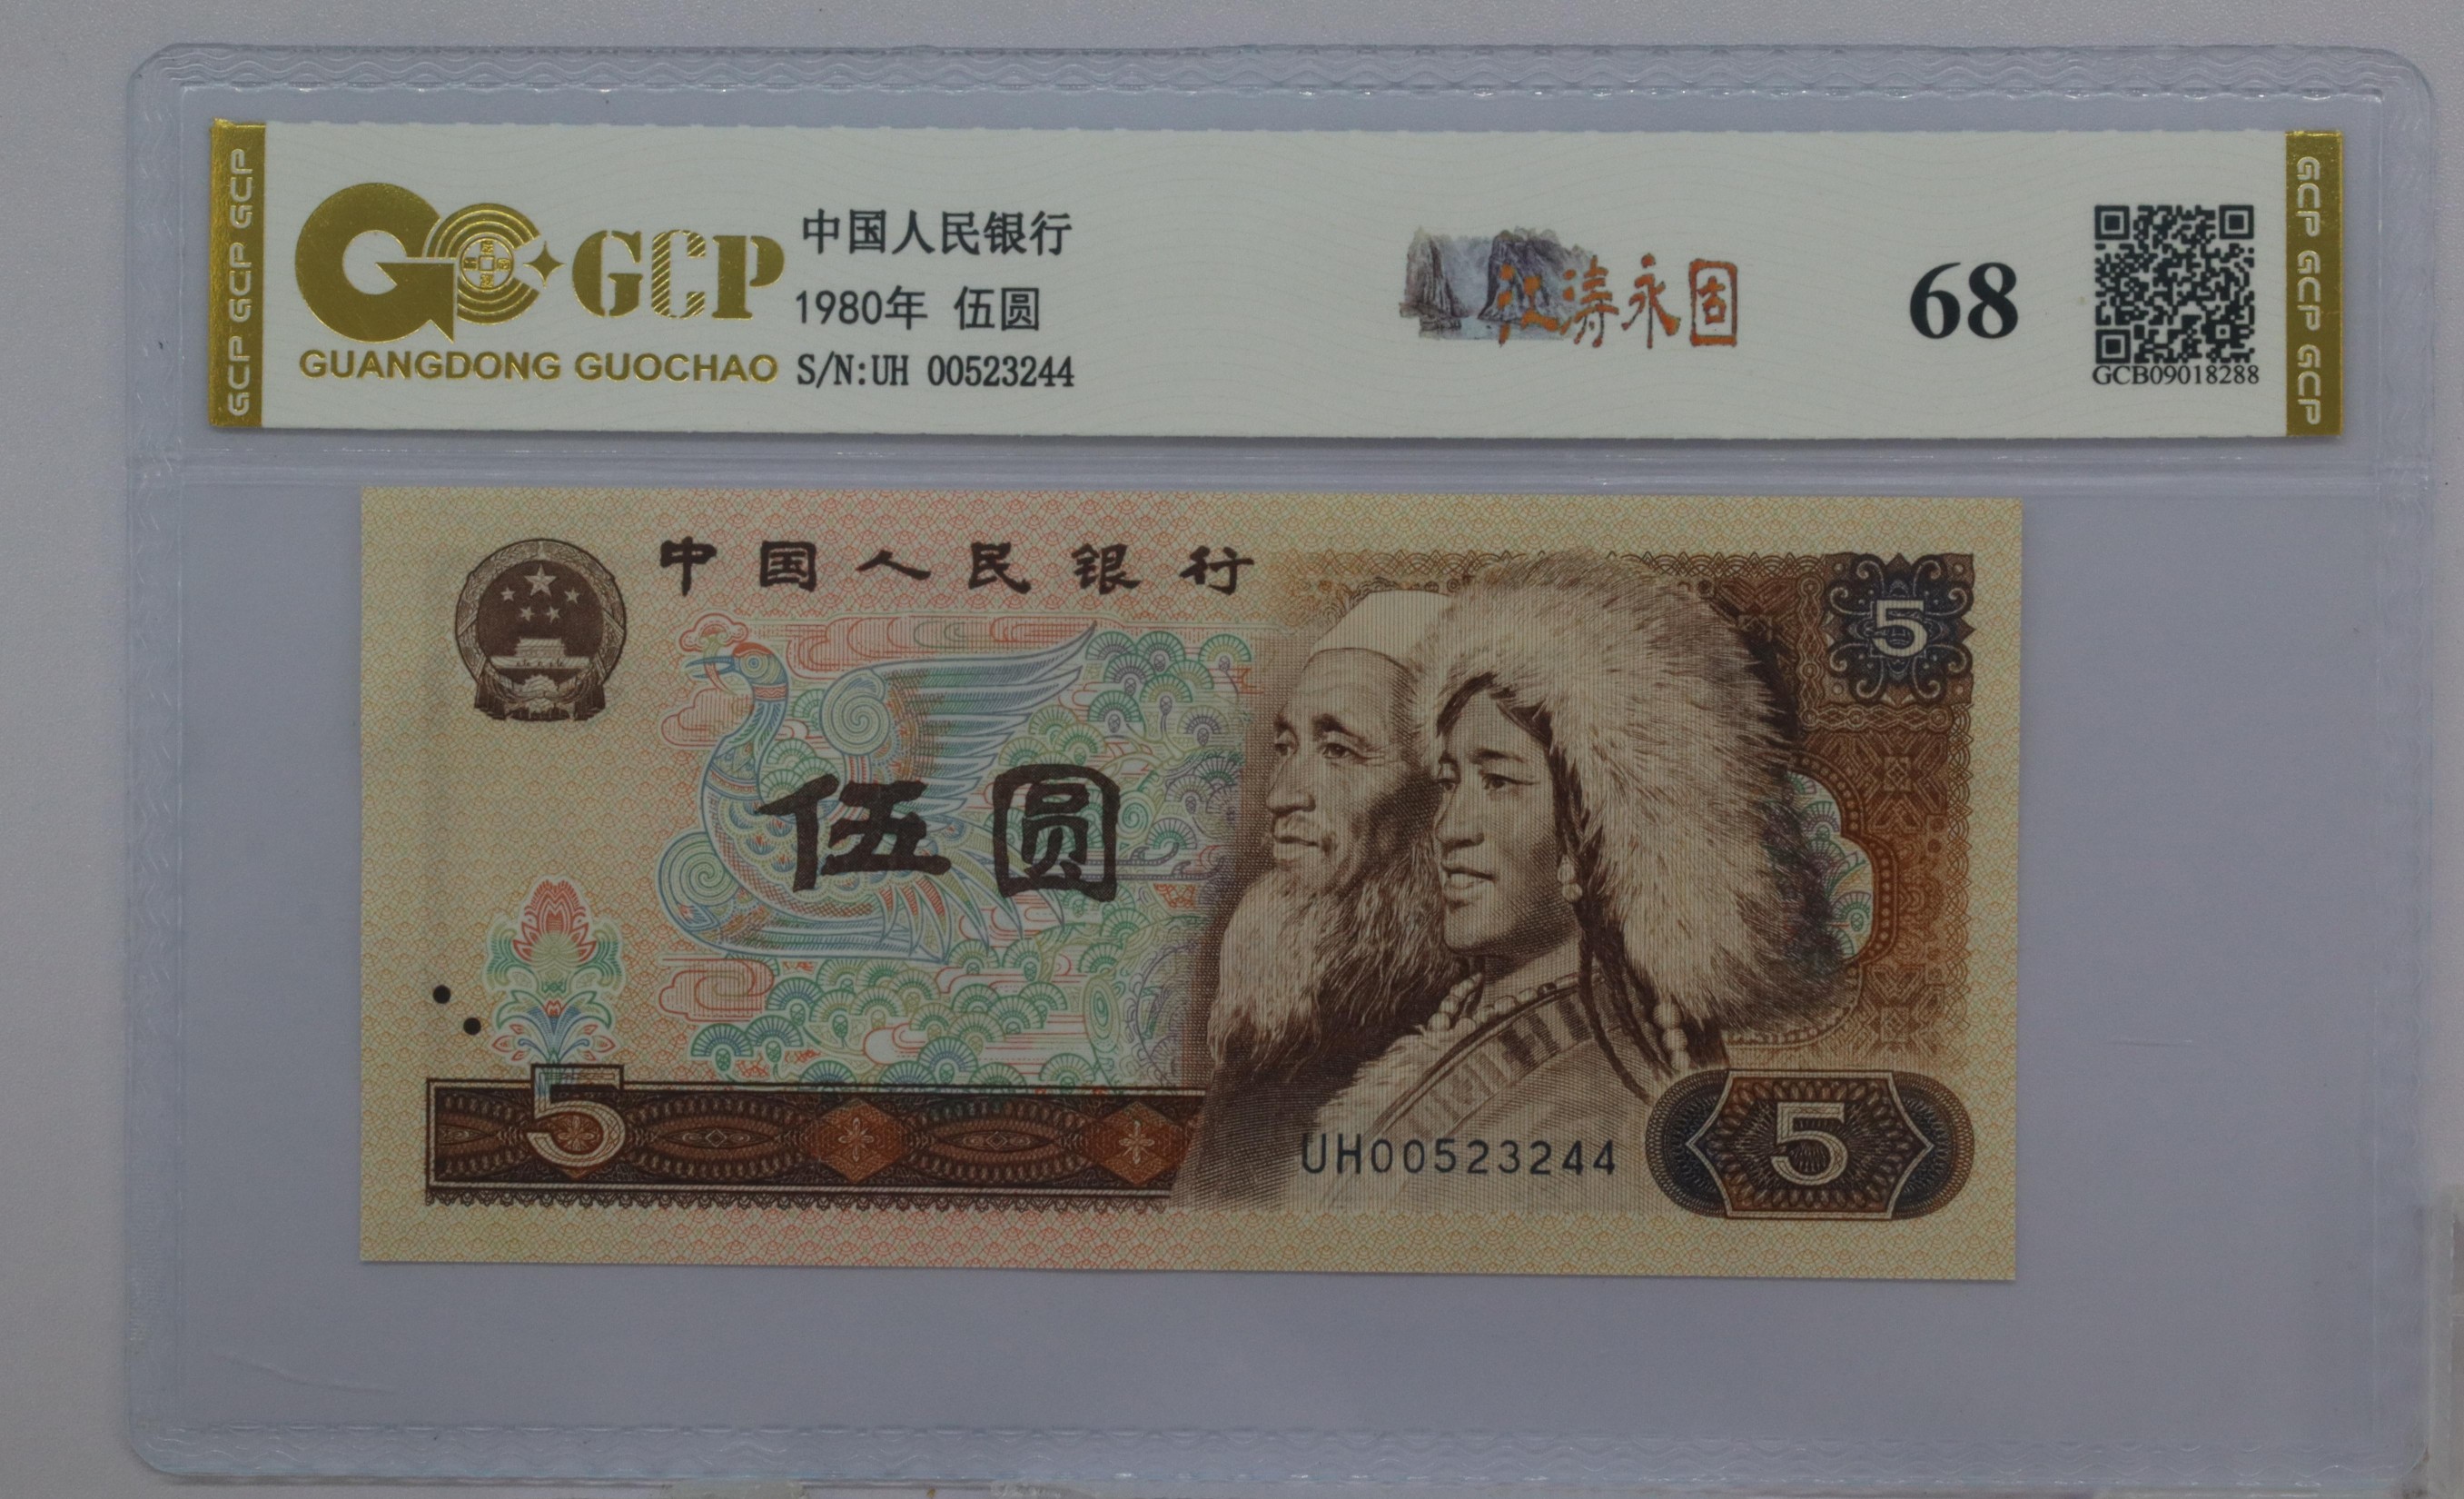 GCP GCP GCP
GCP
GUANGDONG GUOCHAO
中国人民银行
1980年 伍圆
S/N:UH 00523244
江涛永固
68
GCB09018288
GCP GCP GCP
中国人民银行
5
伍圆
5
UH00523244
5